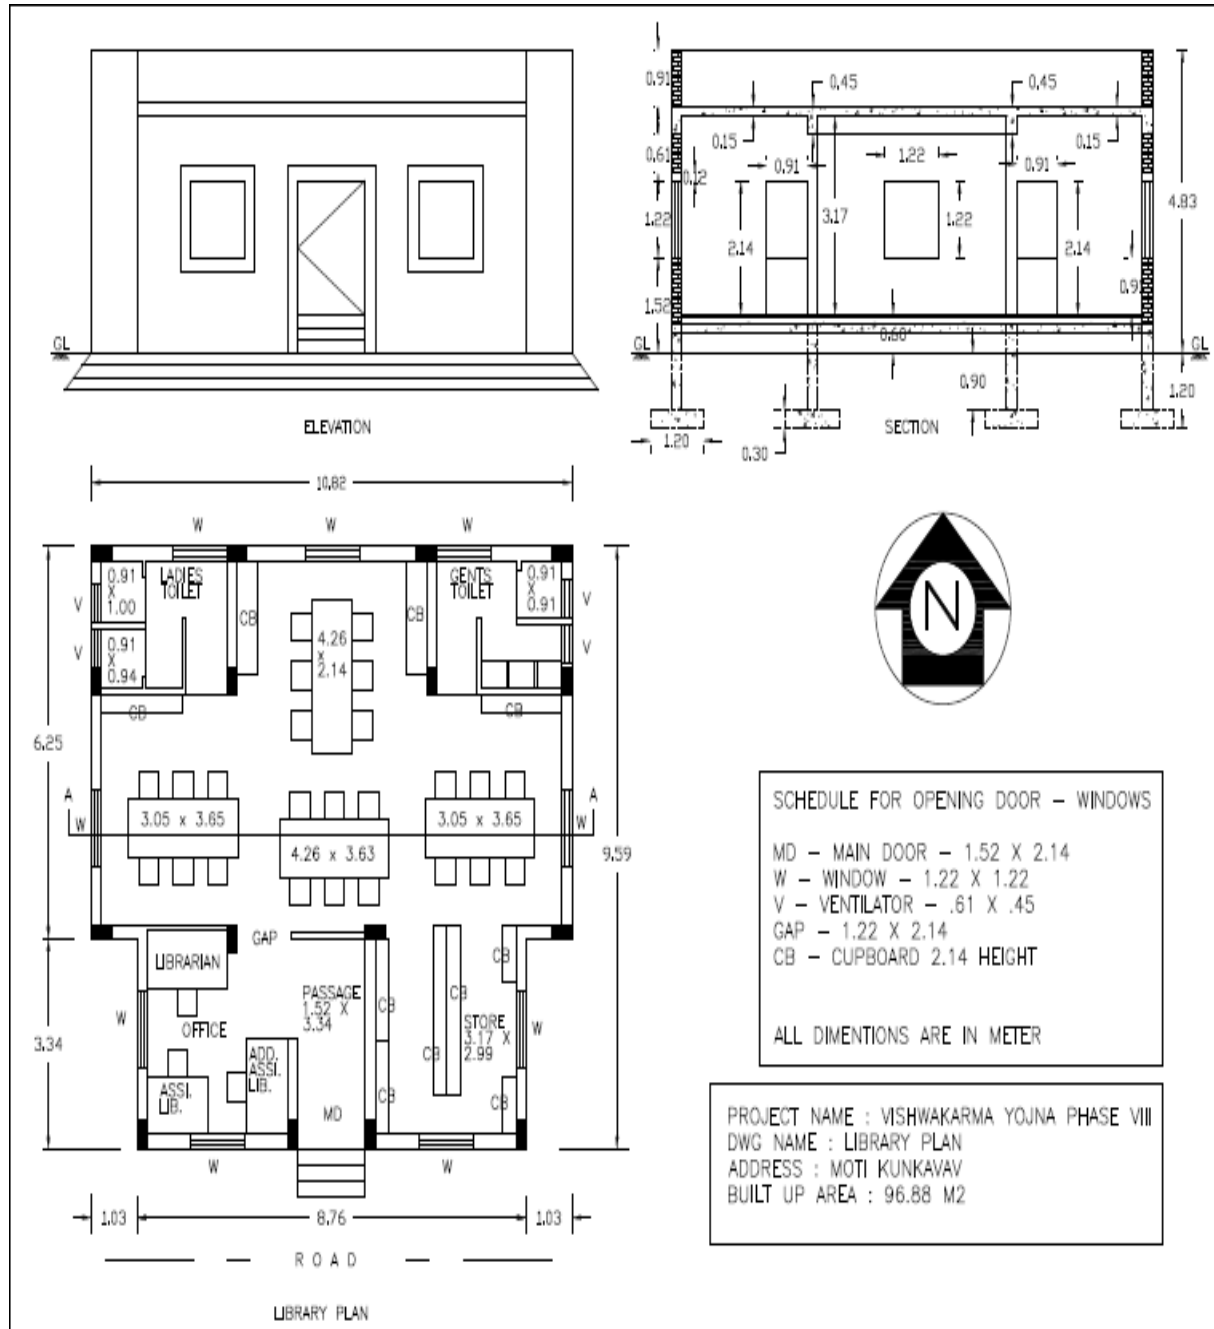 0.91
0.45
0.45
0.15
0.15
0.61
1.22
0.91
0.91
0.12
1.22
3.17
1.22
4.83
2.14
2.14
0.91
1.52
0.60
GL
GL
GL
0.90
1.20
ELEVATION
SECTION
1.20
0.30
10.82
W
W
W
LADIES
TOILET
GENTS
TOILET
0.91
X
1.00
0.91
X
0.91
V
V
CB
CB
V
V
0.91
X
0.94
4.26
X
2.14
N
CB
CB
6.25
A
A
W
W
3.05 x 3.65
3.05 x 3.65
4.26 x 3.63
9.59
SCHEDULE FOR OPENING DOOR – WINDOWS
MD – MAIN DOOR – 1.52 X 2.14
W – WINDOW – 1.22 X 1.22
V – VENTILATOR – .61 X .45
GAP – 1.22 X 2.14
CB – CUPBOARD 2.14 HEIGHT
ALL DIMENTIONS ARE IN METER
GAP
LIBRARIAN
CB
PASSAGE
1.52 X
3.34
CB
CB
W
OFFICE
STORE
3.17 X
2.99
W
3.34
ADD.
ASSI.
LIB.
CB
ASSI.
LIB.
CB
CB
MD
W
W
PROJECT NAME : VISHWAKARMA YOJNA PHASE VIII
DWG NAME : LIBRARY PLAN
ADDRESS : MOTI KUNKAVAV
BUILT UP AREA : 96.88 M2
1.03
8.76
1.03
ROAD
LIBRARY PLAN